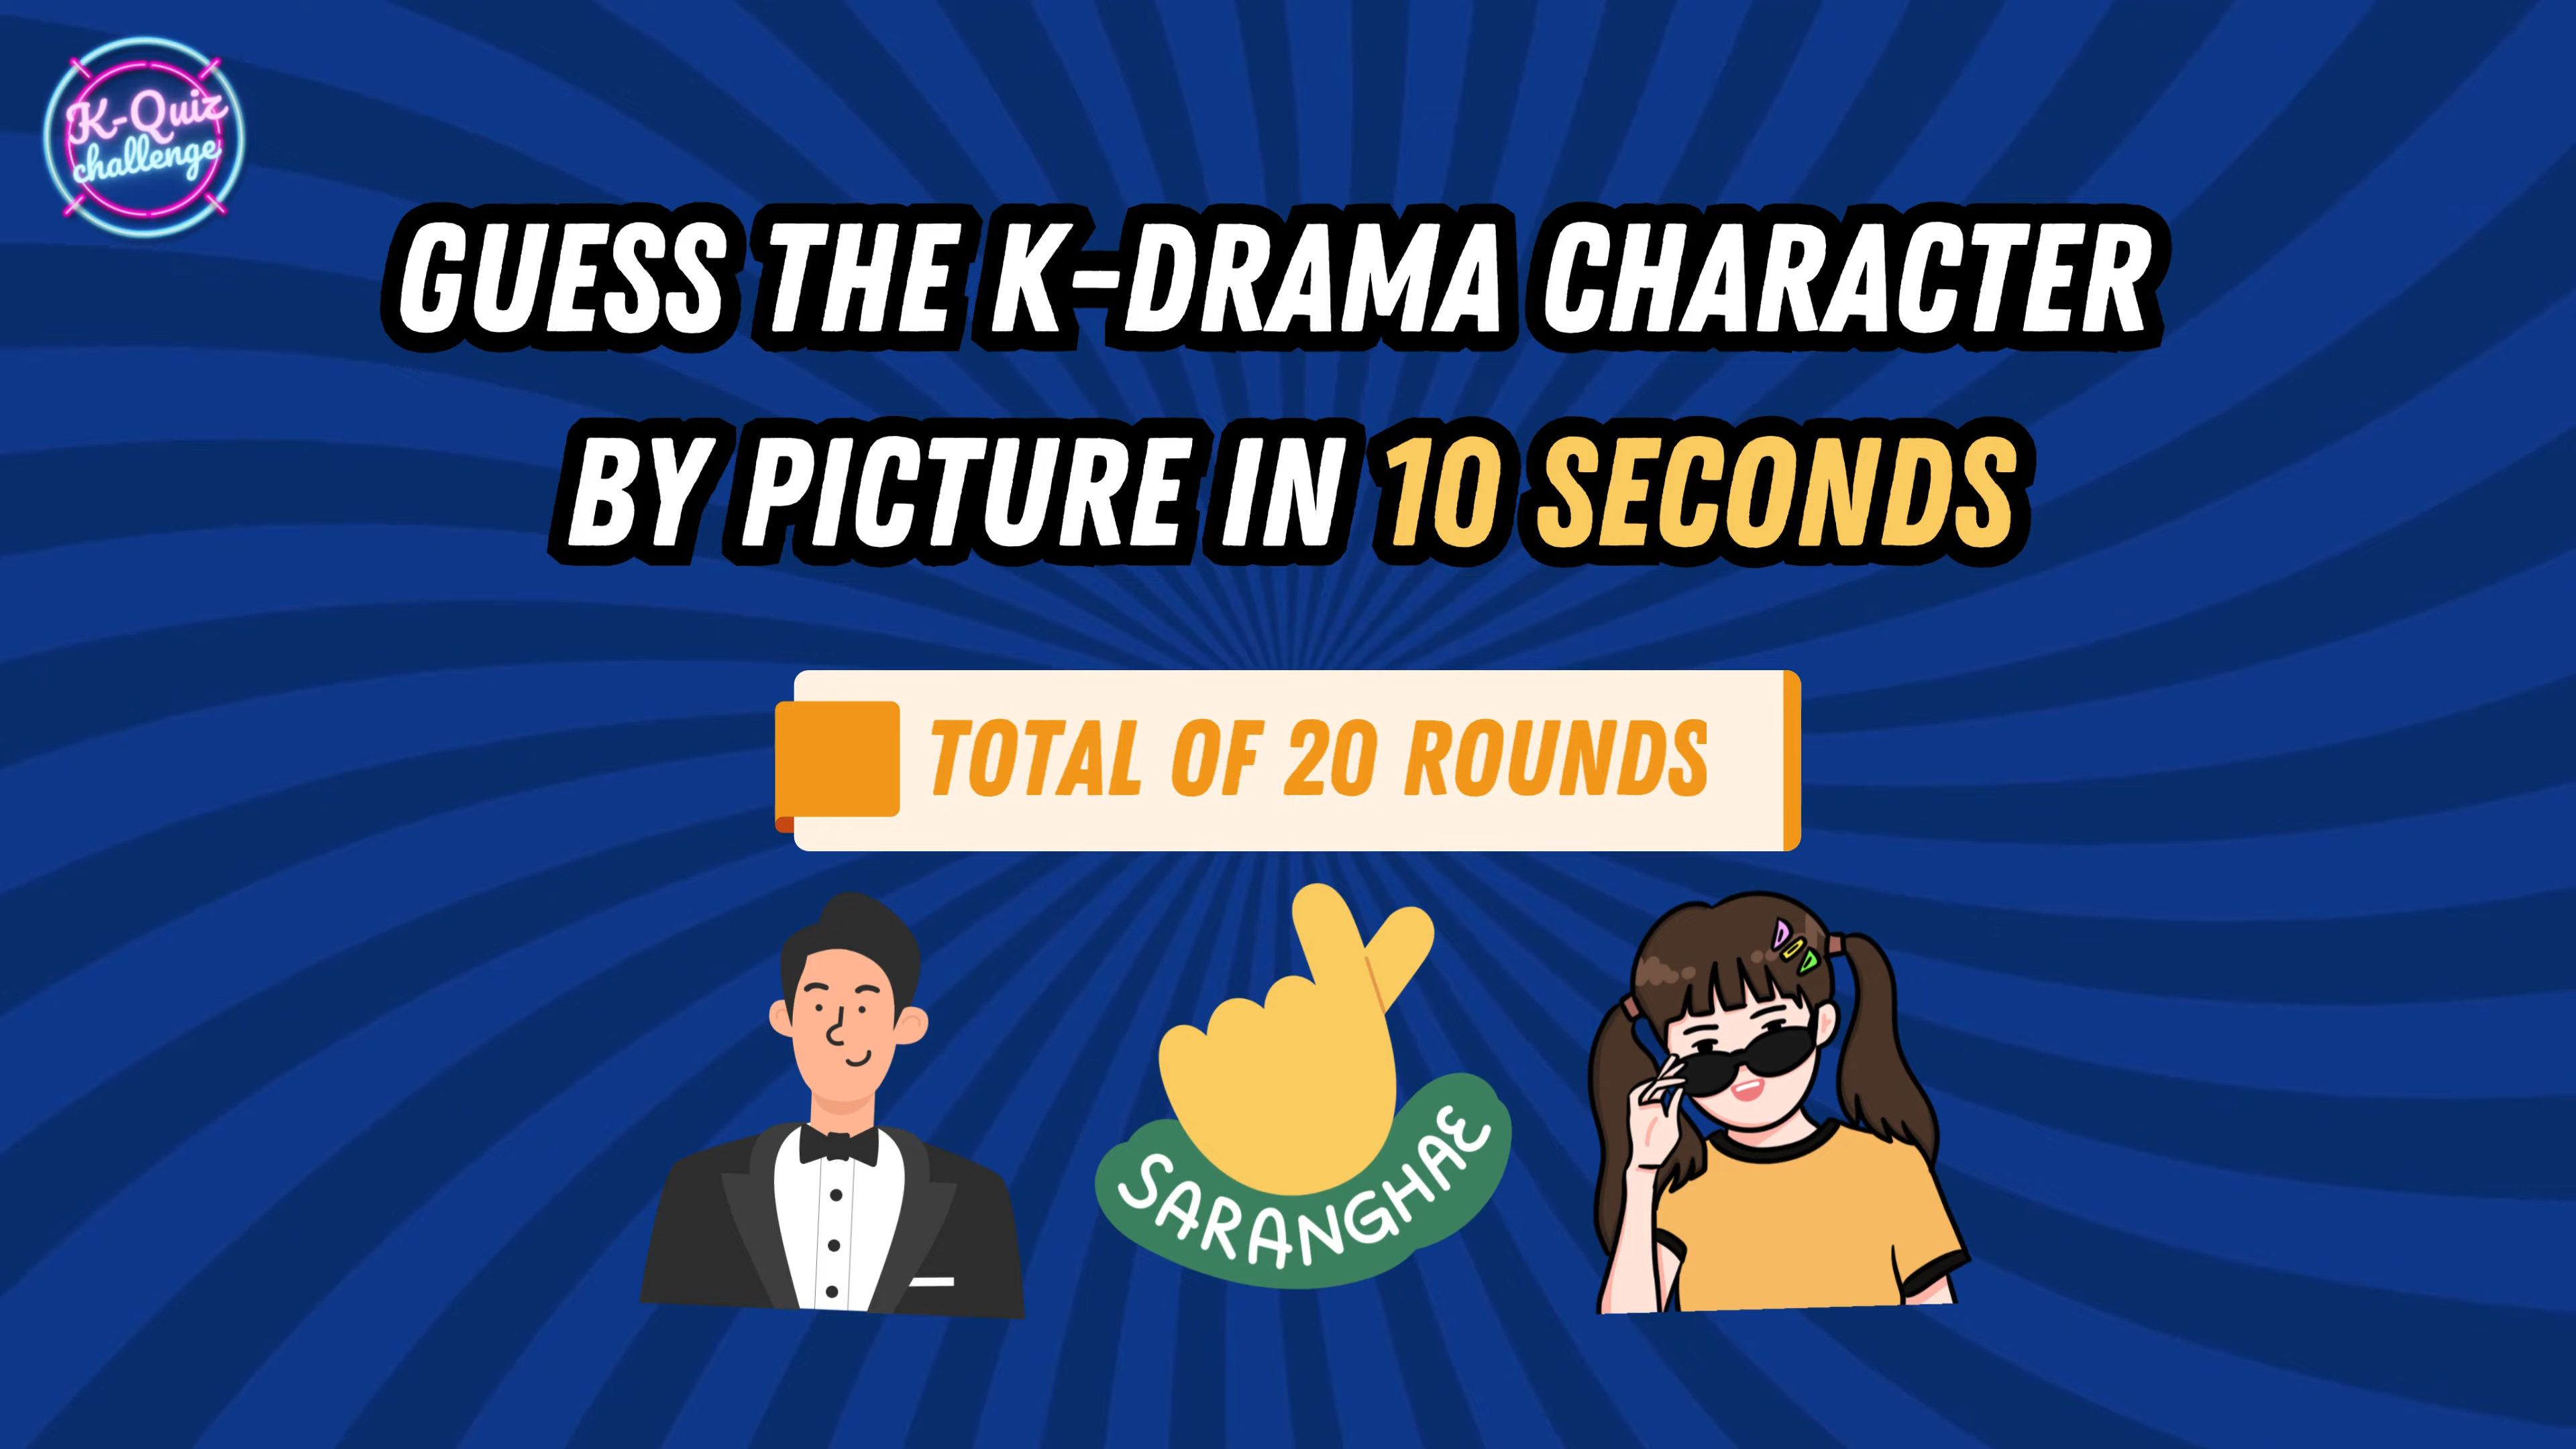 K-Quiz
challenge
GUESS THE K-DRAMA CHARACTER
BY PICTURE IN 10 SECONDS
TOTAL OF 20 ROUNDS
SARANGHAE